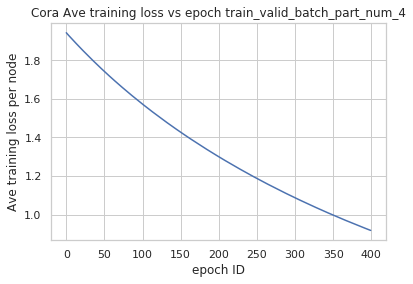 Cora Ave training loss vs epoch train_valid_batch_part_num_4
Ave training loss per node
1.8
1.6
1.4
1.2
1.0
0 50 100 150 200 250 300 350 400
epoch ID